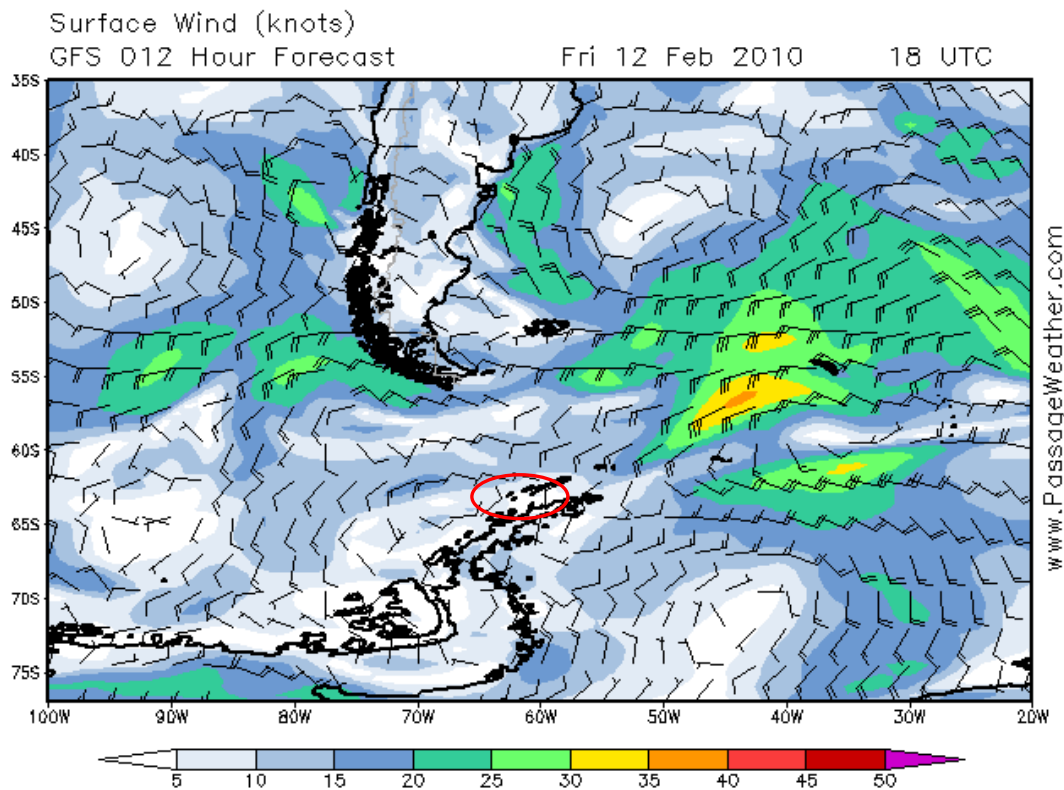 Surface Wind (knots)
GFS 012 Hour Forecast Fri 12 Feb 2010 18 UTC
35S
40S
45S
50S
55S
60S
65S
70S
75S
100W 90W 80W 70W 60W 50W 40W 30W 20W
5 10 15 20 25 30 35 40 45 50
www.PassageWeather.com